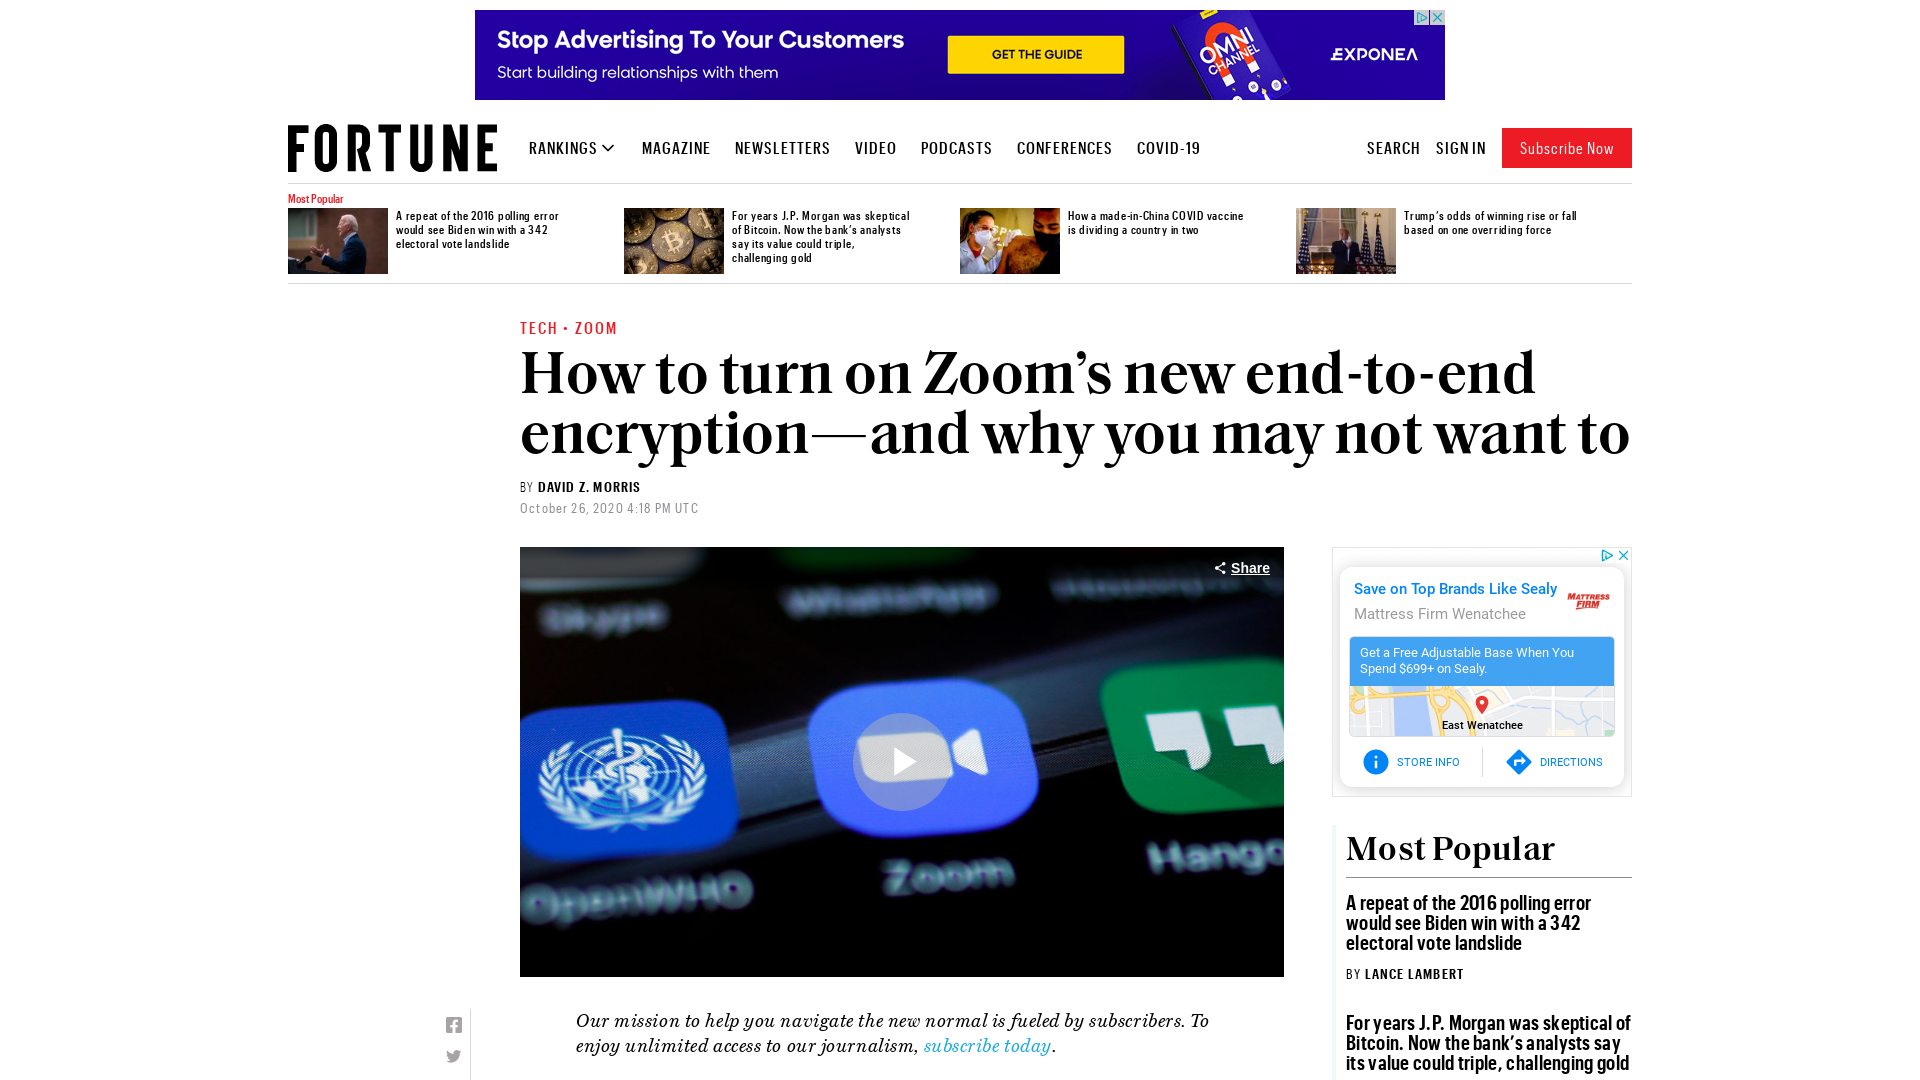 Stop Advertising To Your Customers
Start building relationships with them
GET THE GUIDE
OMNI
CHANNEL
EXPONEA
FORTUNE
RANKINGS
MAGAZINE
NEWSLETTERS
VIDEO
PODCASTS
CONFERENCES
COVID-19
SEARCH
SIGN IN
Subscribe Now
Most Popular
A repeat of the 2016 polling error
would see Biden win with a 342
electoral vote landslide
For years J.P. Morgan was skeptical
of Bitcoin. Now the bank’s analysts
say its value could triple,
challenging gold
How a made-in-China COVID vaccine
is dividing a country in two
Trump’s odds of winning rise or fall
based on one overriding force
TECH • ZOOM
How to turn on Zoom’s new end-to-end
encryption—and why you may not want to
BY DAVID Z. MORRIS
October 26, 2020 4:18 PM UTC
Share
Skype
WhatsApp
OpenWHO
Zoom
Hango
Save on Top Brands Like Sealy
Mattress Firm Wenatchee
MATTRESS
FIRM
Get a Free Adjustable Base When You
Spend $699+ on Sealy.
East Wenatchee
STORE INFO
DIRECTIONS
Most Popular
A repeat of the 2016 polling error
would see Biden win with a 342
electoral vote landslide
BY LANCE LAMBERT
For years J.P. Morgan was skeptical of
Bitcoin. Now the bank’s analysts say
its value could triple, challenging gold
Our mission to help you navigate the new normal is fueled by subscribers. To
enjoy unlimited access to our journalism, subscribe today.